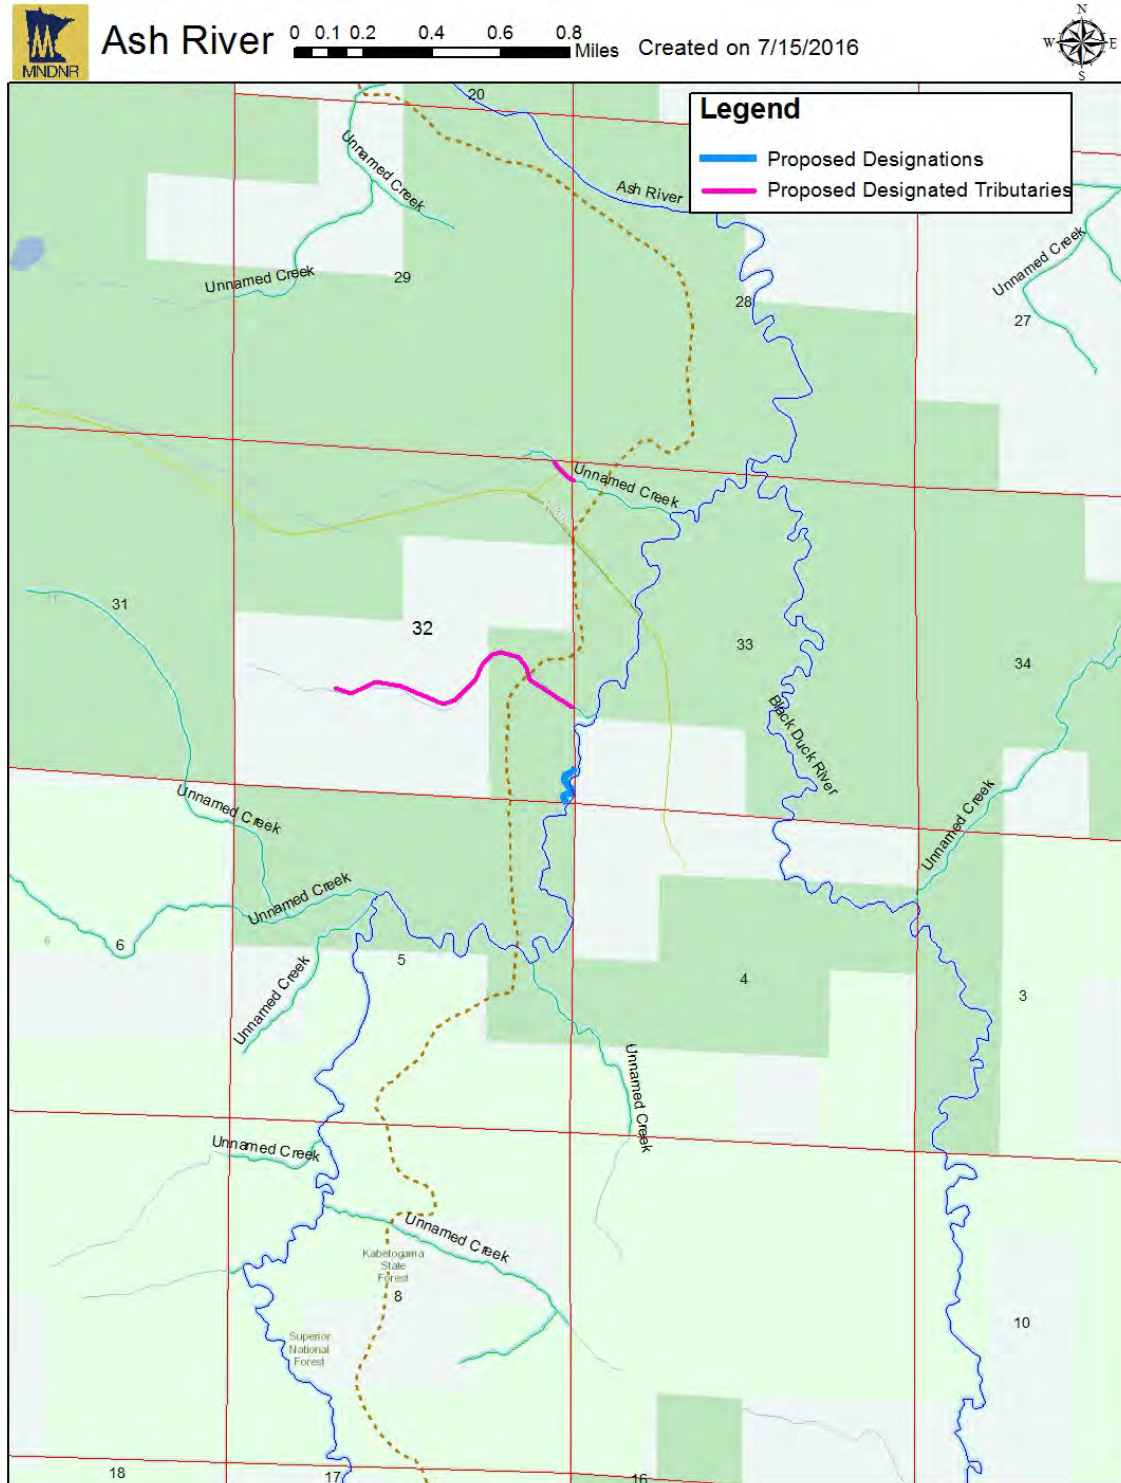 MNDNR
Ash River
0 0.1 0.2 0.4 0.6 0.8
Miles
Created on 7/15/2016
N
W E
S
Legend
Proposed Designations
Proposed Designated Tributaries
20
Unnamed Creek
Ash River
Unnamed Creek
Unnamed Creek
29
28
27
Unnamed Creek
31
32
33
34
Black Duck River
Unnamed Creek
Unnamed Creek
Unnamed Creek
6
6
5
4
3
Unnamed Creek
Unnamed Creek
Unnamed Creek
Unnamed Creek
Kabetogama
State
Forest
8
10
Superior
National
Forest
18
17
16